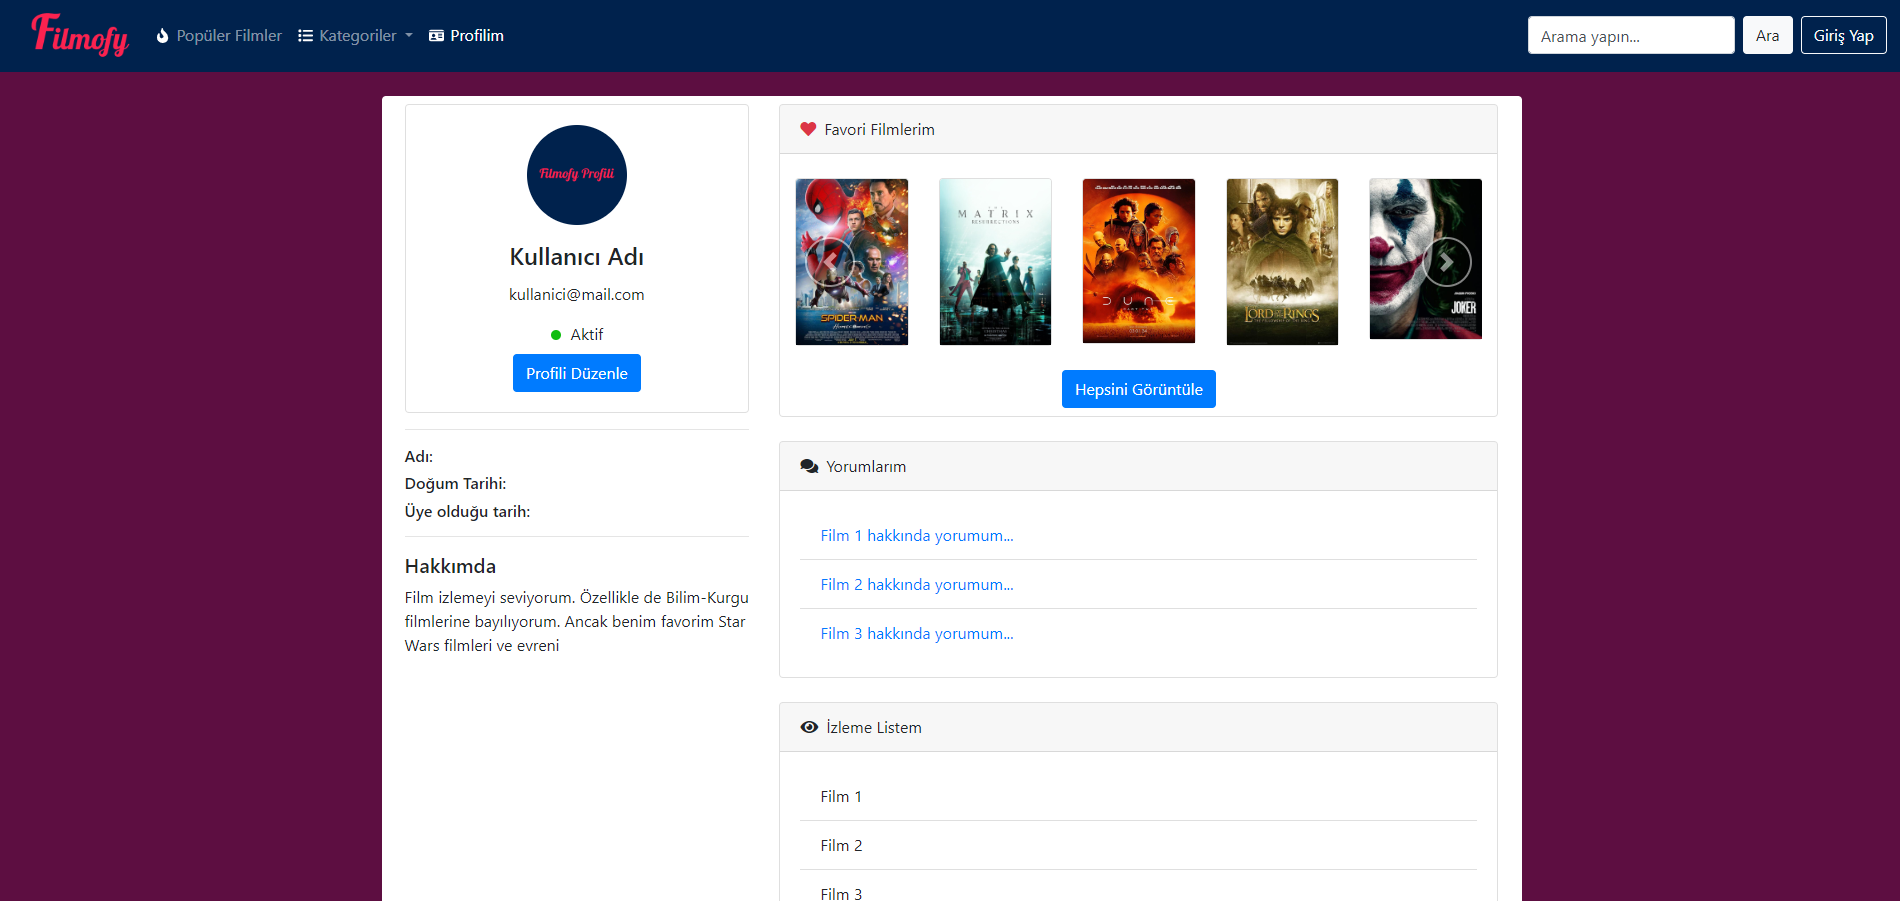 Filmofy
Popüler Filmler
Kategoriler
Profilim
Arama yapın...
Ara
Giriş Yap
Filmofy Profili
Kullanıcı Adı
kullanici@mail.com
Aktif
Profili Düzenle
Adı:
Doğum Tarihi:
Üye olduğu tarih:
Hakkımda
Film izlemeyi seviyorum. Özellikle de Bilim-Kurgu
filmlerine bayılıyorum. Ancak benim favorim Star
Wars filmleri ve evreni
Favori Filmlerim
SPIDER-MAN
THE
MATRIX
RESURRECTIONS
DUNE
LORD OF THE RINGS
JOKER
Hepsini Görüntüle
Yorumlarım
Film 1 hakkında yorumum...
Film 2 hakkında yorumum...
Film 3 hakkında yorumum...
İzleme Listem
Film 1
Film 2
Film 3